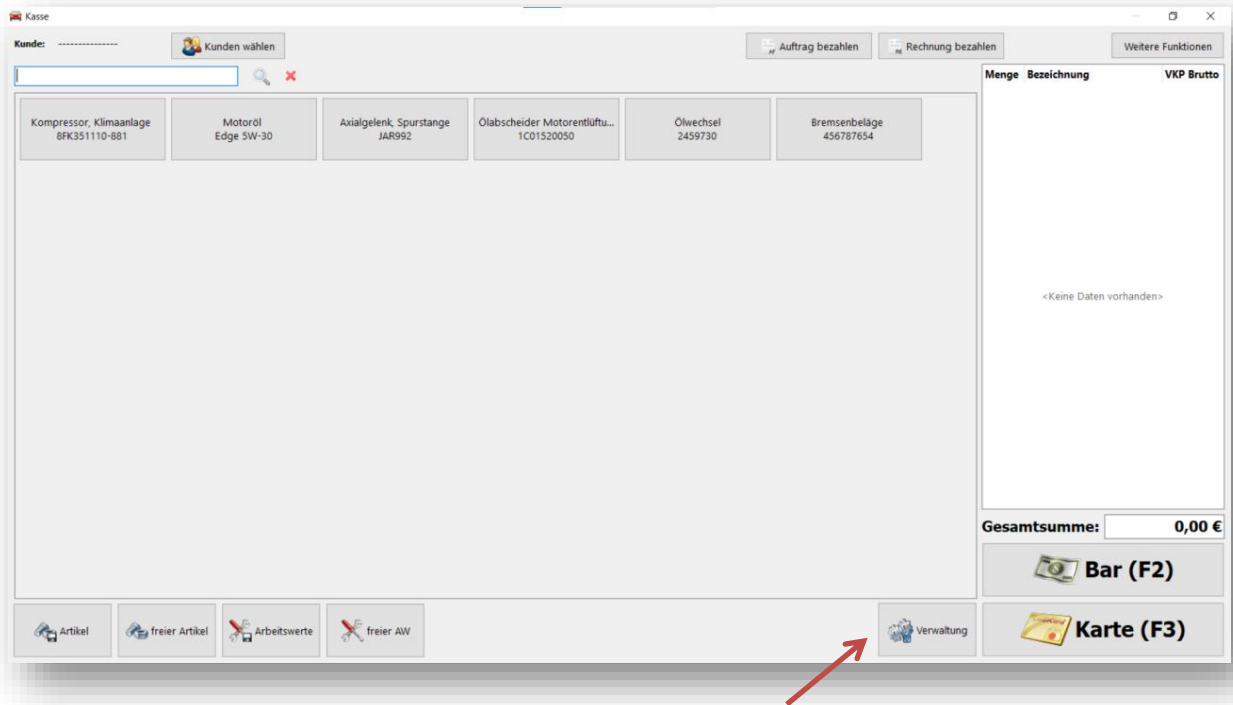 Kasse
Kunde: ---------------
Kunden wählen
Auftrag bezahlen
Rechnung bezahlen
Weitere Funktionen
Menge Bezeichnung VKP Brutto
Kompressor, Klimaanlage
8FK351110-881
Motoröl
Edge 5W-30
Axialgelenk, Spurstange
JAR992
Ölabscheider Motorentlüftu...
1C01520050
Ölwechsel
2459730
Bremsenbeläge
456787654
<Keine Daten vorhanden>
Gesamtsumme: 0,00 €
Bar (F2)
Artikel
freier Artikel
Arbeitswerte
freier AW
Verwaltung
Karte (F3)